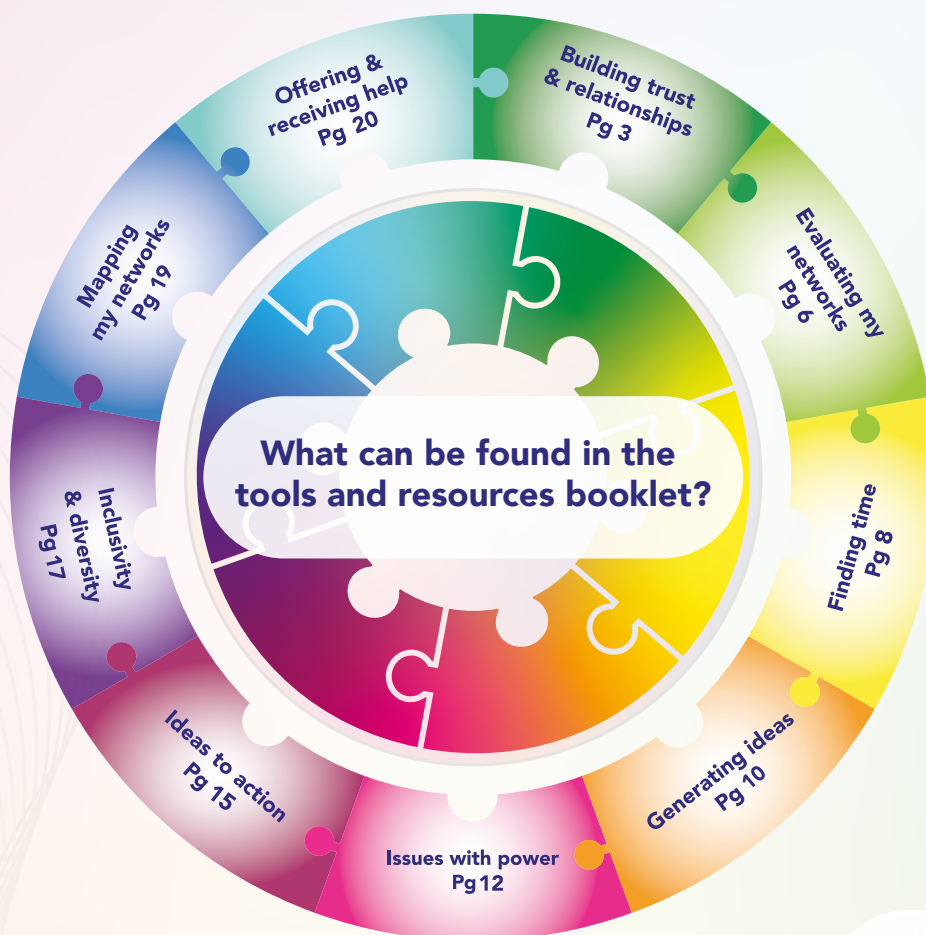 What can be found in the
tools and resources booklet?
Building trust
& relationships
Pg 3
Evaluating my
networks
Pg 6
Finding time
Pg 8
Generating ideas
Pg 10
Issues with power
Pg12
Ideas to action
Pg 15
Inclusivity
& diversity
Pg 17
Mapping
my networks
Pg 19
Offering &
receiving help
Pg 20